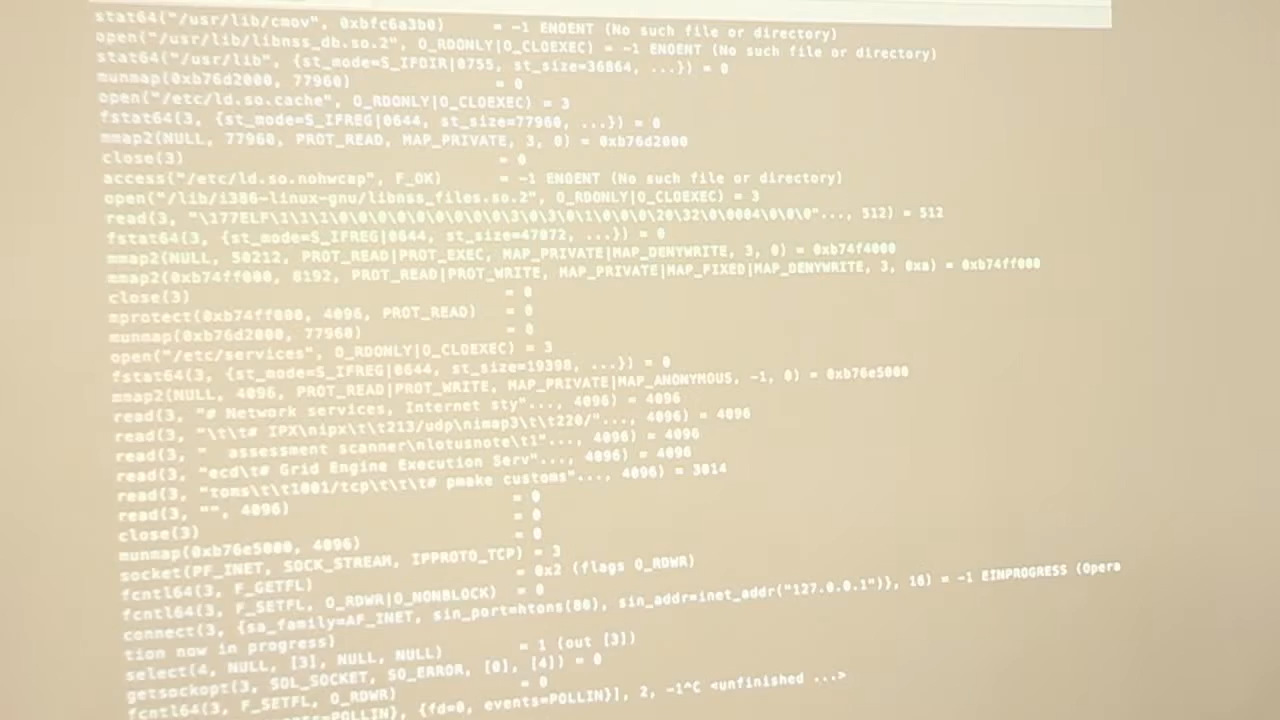 stat64("/usr/lib/cmov", 0xbfc6a3b0) = -1 ENOENT (No such file or directory)
open("/usr/lib/libnss_db.so.2", O_RDONLY|O_CLOEXEC) = -1 ENOENT (No such file or directory)
stat64("/usr/lib", {st_mode=S_IFDIR|0755, st_size=36864, ...}) = 0
munmap(0xb76d2000, 77960) = 0
open("/etc/ld.so.cache", O_RDONLY|O_CLOEXEC) = 3
fstat64(3, {st_mode=S_IFREG|0644, st_size=77960, ...}) = 0
mmap2(NULL, 77960, PROT_READ, MAP_PRIVATE, 3, 0) = 0xb76d2000
close(3) = 0
access("/etc/ld.so.nohwcap", F_OK) = -1 ENOENT (No such file or directory)
open("/lib/i386-linux-gnu/libnss_files.so.2", O_RDONLY|O_CLOEXEC) = 3
read(3, "\177ELF\1\1\1\0\0\0\0\0\0\0\0\0\3\0\3\0\1\0\0\0\20\32\0\0004\0\0\0"..., 512) = 512
fstat64(3, {st_mode=S_IFREG|0644, st_size=47072, ...}) = 0
mmap2(NULL, 50212, PROT_READ|PROT_EXEC, MAP_PRIVATE|MAP_DENYWRITE, 3, 0) = 0xb74f4000
mmap2(0xb74ff000, 8192, PROT_READ|PROT_WRITE, MAP_PRIVATE|MAP_FIXED|MAP_DENYWRITE, 3, 0xa) = 0xb74ff000
close(3) = 0
mprotect(0xb74ff000, 4096, PROT_READ) = 0
munmap(0xb76d2000, 77960) = 0
open("/etc/services", O_RDONLY|O_CLOEXEC) = 3
fstat64(3, {st_mode=S_IFREG|0644, st_size=19398, ...}) = 0
mmap2(NULL, 4096, PROT_READ|PROT_WRITE, MAP_PRIVATE|MAP_ANONYMOUS, -1, 0) = 0xb76e5000
read(3, "# Network services, Internet sty"..., 4096) = 4096
read(3, "\t\t# IPX\nipx\t\t213/udp\nimap3\t\t220/"..., 4096) = 4096
read(3, " assessment scanner\nlotusnote\t1"..., 4096) = 4096
read(3, "ecd\t# Grid Engine Execution Serv"..., 4096) = 4096
read(3, "toms\t\t1001/tcp\t\t\t# pmake customs"..., 4096) = 3014
read(3, "", 4096) = 0
close(3) = 0
munmap(0xb76e5000, 4096) = 0
socket(PF_INET, SOCK_STREAM, IPPROTO_TCP) = 3
fcntl64(3, F_GETFL) = 0x2 (flags O_RDWR)
fcntl64(3, F_SETFL, O_RDWR|O_NONBLOCK) = 0
connect(3, {sa_family=AF_INET, sin_port=htons(80), sin_addr=inet_addr("127.0.0.1")}, 16) = -1 EINPROGRESS (Opera
tion now in progress)
select(4, NULL, [3], NULL, NULL) = 1 (out [3])
getsockopt(3, SOL_SOCKET, SO_ERROR, [0], [4]) = 0
fcntl64(3, F_SETFL, O_RDWR) = 0
=POLLIN}, {fd=0, events=POLLIN}], 2, -1^C <unfinished ...>